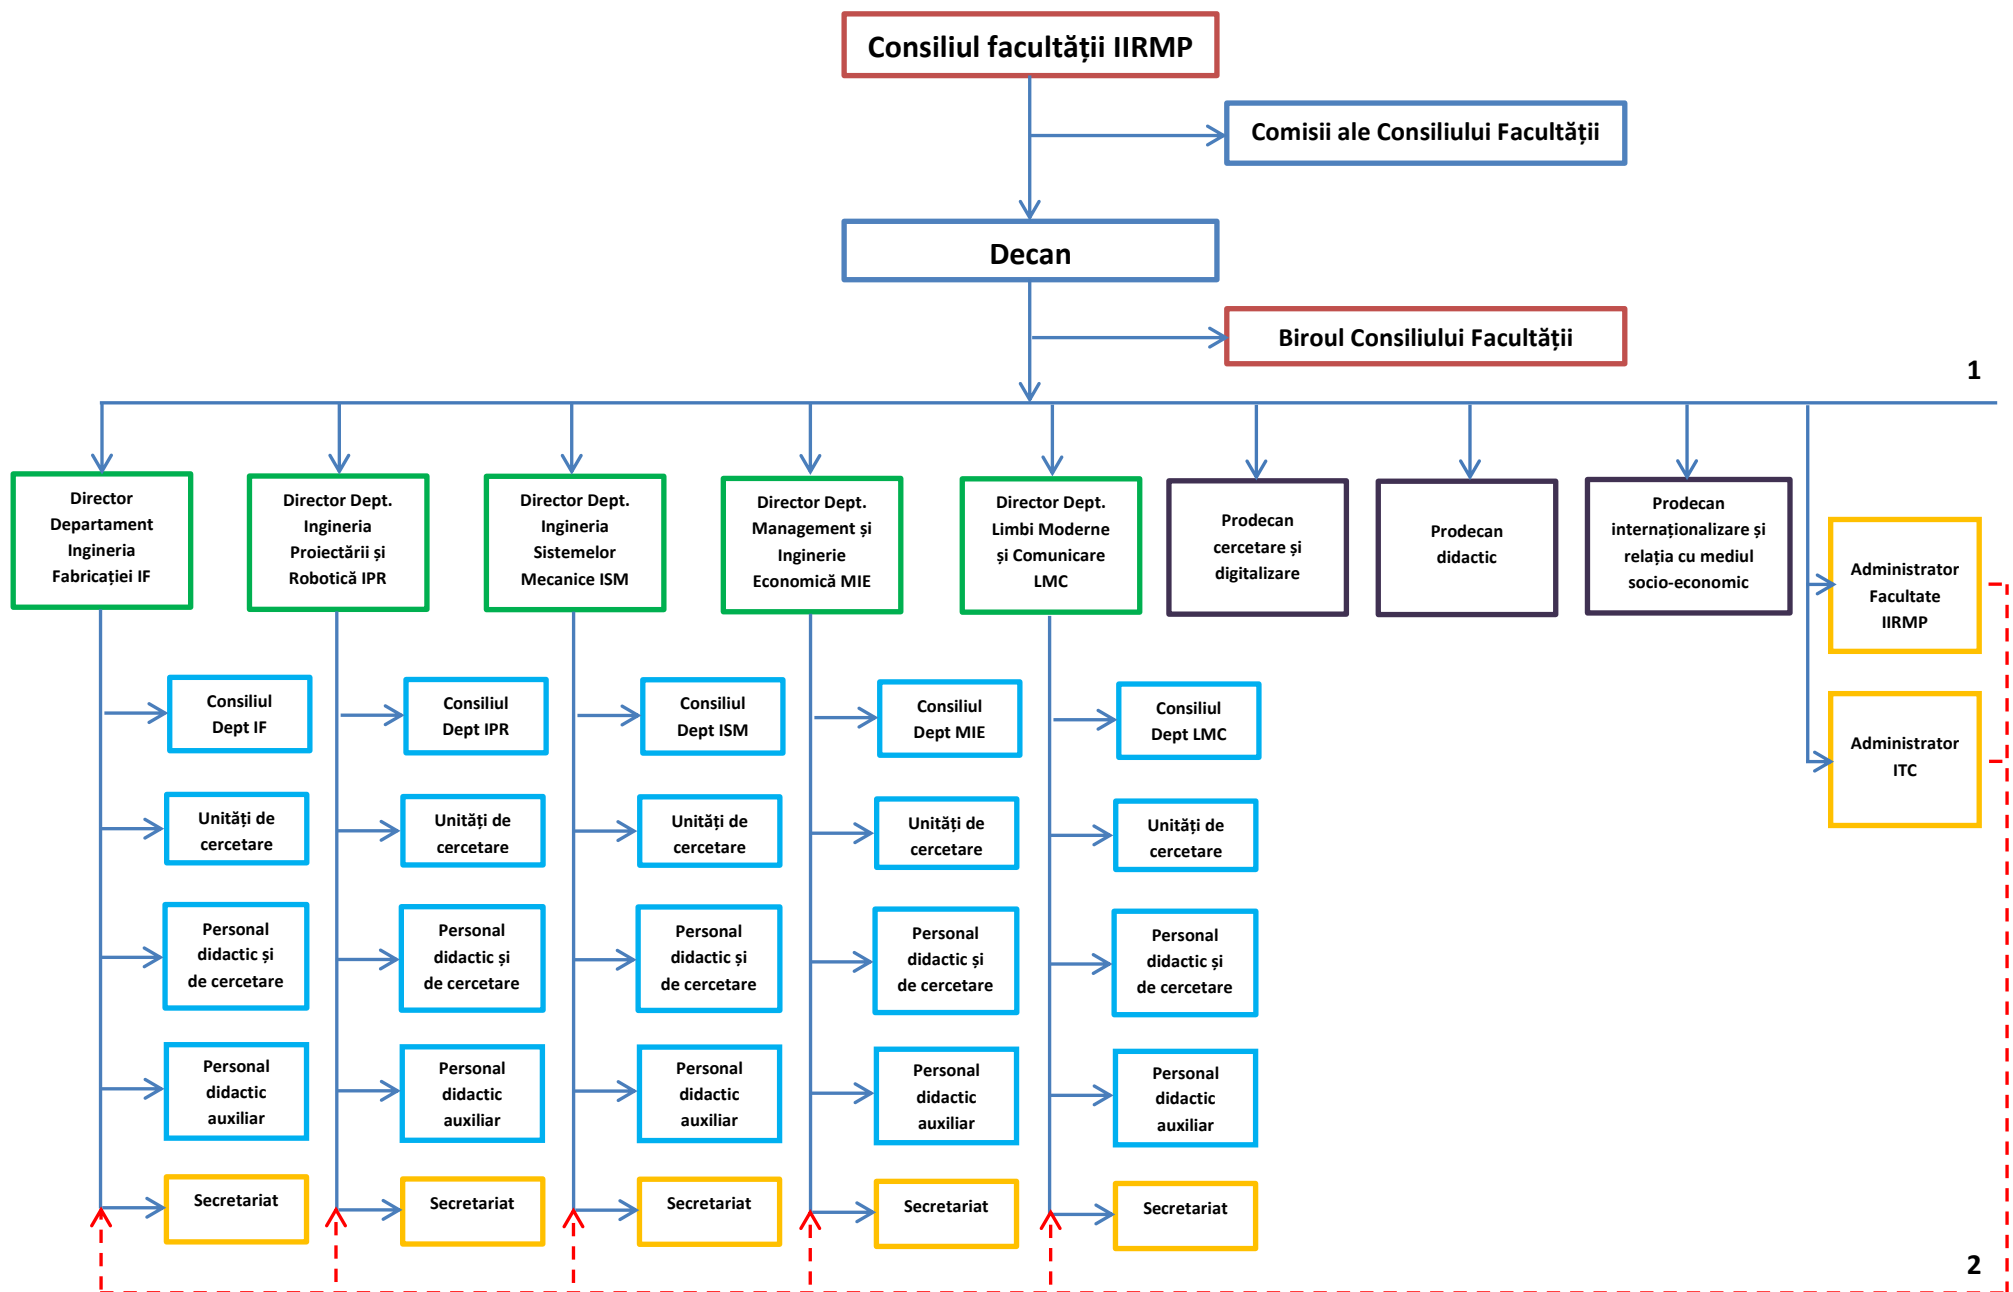 Consiliul facultății IIRMP
Comisii ale Consiliului Facultății
Decan
Biroul Consiliului Facultății
1
Director
Departament
Ingineria
Fabricației IF
Director Dept.
Ingineria
Proiectării și
Robotică IPR
Director Dept.
Ingineria
Sistemelor
Mecanice ISM
Director Dept.
Management și
Inginerie
Economică MIE
Director Dept.
Limbi Moderne
și Comunicare
LMC
Prodecan
cercetare și
digitalizare
Prodecan
didactic
Prodecan
internaționalizare și
relația cu mediul
socio-economic
Administrator
Facultate
IIRMP
Administrator
ITC
Consiliul
Dept IF
Consiliul
Dept IPR
Consiliul
Dept ISM
Consiliul
Dept MIE
Consiliul
Dept LMC
Unități de
cercetare
Unități de
cercetare
Unități de
cercetare
Unități de
cercetare
Unități de
cercetare
Personal
didactic și
de cercetare
Personal
didactic și
de cercetare
Personal
didactic și
de cercetare
Personal
didactic și
de cercetare
Personal
didactic și
de cercetare
Personal
didactic
auxiliar
Personal
didactic
auxiliar
Personal
didactic
auxiliar
Personal
didactic
auxiliar
Personal
didactic
auxiliar
Secretariat
Secretariat
Secretariat
Secretariat
Secretariat
2